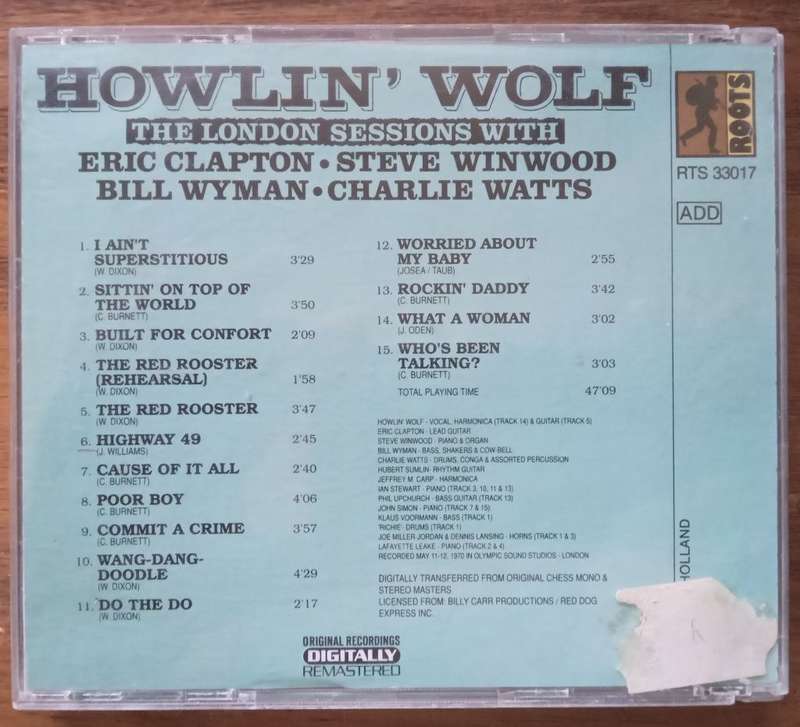 HOWLIN' WOLF
THE LONDON SESSIONS WITH
ERIC CLAPTON • STEVE WINWOOD
BILL WYMAN • CHARLIE WATTS
ROOTS
RTS 33017
ADD
1. I AIN'T
SUPERSTITIOUS 3'29
(W. DIXON)
2. SITTIN' ON TOP OF
THE WORLD 3'50
(C. BURNETT)
3. BUILT FOR CONFORT 2'09
(W. DIXON)
4. THE RED ROOSTER
(REHEARSAL) 1'58
(W. DIXON)
5. THE RED ROOSTER 3'47
(W. DIXON)
6. HIGHWAY 49 2'45
(J. WILLIAMS)
7. CAUSE OF IT ALL 2'40
(C. BURNETT)
8. POOR BOY 4'06
(C. BURNETT)
9. COMMIT A CRIME 3'57
(C. BURNETT)
10. WANG-DANG-
DOODLE 4'29
(W. DIXON)
11. DO THE DO 2'17
(W. DIXON)
12. WORRIED ABOUT
MY BABY 2'55
(JOSEA / TAUB)
13. ROCKIN' DADDY 3'42
(C. BURNETT)
14. WHAT A WOMAN 3'02
(J. ODEN)
15. WHO'S BEEN
TALKING? 3'03
(C. BURNETT)
TOTAL PLAYING TIME 47'09
HOWLIN' WOLF - VOCAL, HARMONICA (TRACK 14) & GUITAR (TRACK 5)
ERIC CLAPTON - LEAD GUITAR
STEVE WINWOOD - PIANO & ORGAN
BILL WYMAN - BASS, SHAKERS & COW-BELL
CHARLIE WATTS - DRUMS, CONGA & ASSORTED PERCUSSION
HUBERT SUMLIN - RHYTHM GUITAR
JEFFREY M. CARP - HARMONICA
IAN STEWART - PIANO (TRACK 3, 10, 11 & 13)
PHIL UPCHURCH - BASS GUITAR (TRACK 13)
JOHN SIMON - PIANO (TRACK 7 & 15)
KLAUS VOORMANN - BASS (TRACK 1)
'RICHIE' - DRUMS (TRACK 1)
JOE MILLER JORDAN & DENNIS LANSING - HORNS (TRACK 1 & 3)
LAFAYETTE LEAKE - PIANO (TRACK 2 & 4)
RECORDED MAY 11-12, 1970 IN OLYMPIC SOUND STUDIOS - LONDON
DIGITALLY TRANSFERRED FROM ORIGINAL CHESS MONO &
STEREO MASTERS
LICENSED FROM: BILLY CARR PRODUCTIONS / RED DOG
EXPRESS INC.
HOLLAND
ORIGINAL RECORDINGS
DIGITALLY
REMASTERED